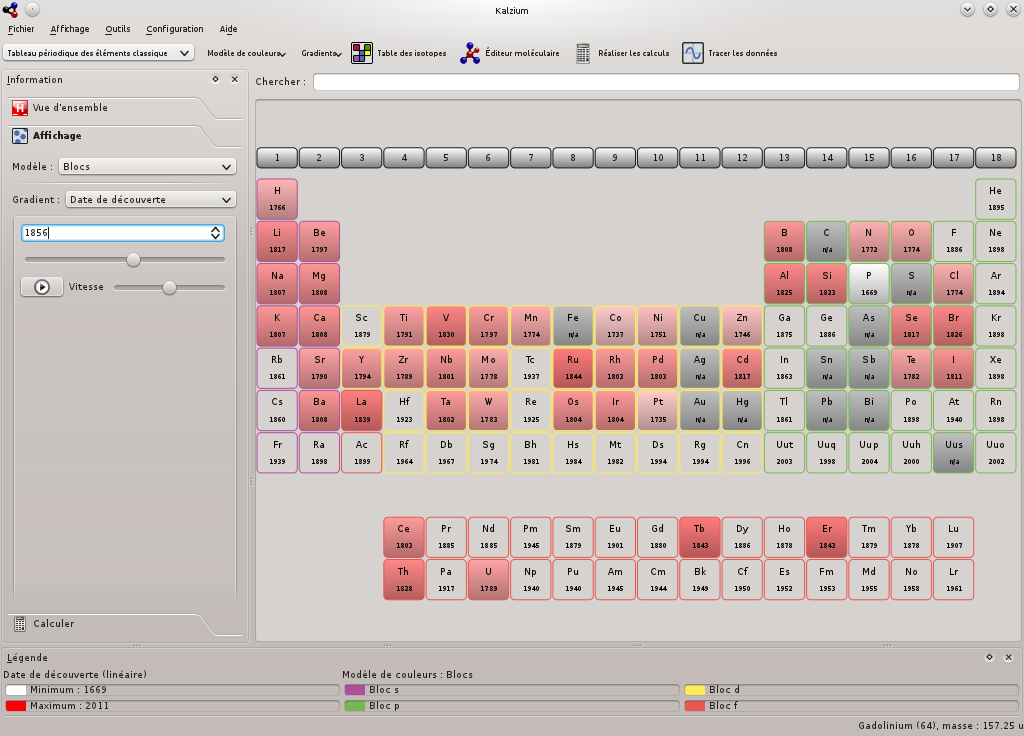 Kalzium
Fichier Affichage Outils Configuration Aide
Tableau périodique des éléments classique Modèle de couleurs Gradients Table des isotopes Éditeur moléculaire Réaliser les calculs Tracer les données
Information
Chercher :
Vue d'ensemble
Affichage
Modèle : Blocs
Gradient : Date de découverte
1856
Vitesse
Calculer
1 2 3 4 5 6 7 8 9 10 11 12 13 14 15 16 17 18
H He
1766 1895
Li Be B C N O F Ne
1817 1797 1808 n/a 1772 1774 1886 1898
Na Mg Al Si P S Cl Ar
1807 1808 1825 1823 1669 n/a 1774 1894
K Ca Sc Ti V Cr Mn Fe Co Ni Cu Zn Ga Ge As Se Br Kr
1807 1808 1879 1791 1830 1797 1774 n/a 1737 1751 n/a 1746 1875 1886 n/a 1817 1826 1898
Rb Sr Y Zr Nb Mo Tc Ru Rh Pd Ag Cd In Sn Sb Te I Xe
1861 1790 1794 1789 1801 1778 1937 1844 1803 1803 n/a 1817 1863 n/a n/a 1782 1811 1898
Cs Ba La Hf Ta W Re Os Ir Pt Au Hg Tl Pb Bi Po At Rn
1860 1808 1839 1923 1802 1783 1925 1804 1804 1735 n/a n/a 1861 n/a n/a 1898 1940 1898
Fr Ra Ac Rf Db Sg Bh Hs Mt Ds Rg Cn Uut Uuq Uup Uuh Uus Uuo
1939 1898 1899 1964 1967 1974 1981 1984 1982 1994 1994 1996 2003 1998 2004 2000 n/a 2002
Ce Pr Nd Pm Sm Eu Gd Tb Dy Ho Er Tm Yb Lu
1803 1885 1885 1945 1879 1901 1880 1843 1886 1878 1843 1879 1878 1907
Th Pa U Np Pu Am Cm Bk Cf Es Fm Md No Lr
1828 1917 1789 1940 1940 1945 1944 1949 1950 1952 1953 1955 1958 1961
Légende
Date de découverte (linéaire) Modèle de couleurs : Blocs
Minimum : 1669 Bloc s Bloc d
Maximum : 2011 Bloc p Bloc f
Gadolinium (64), masse : 157.25 u